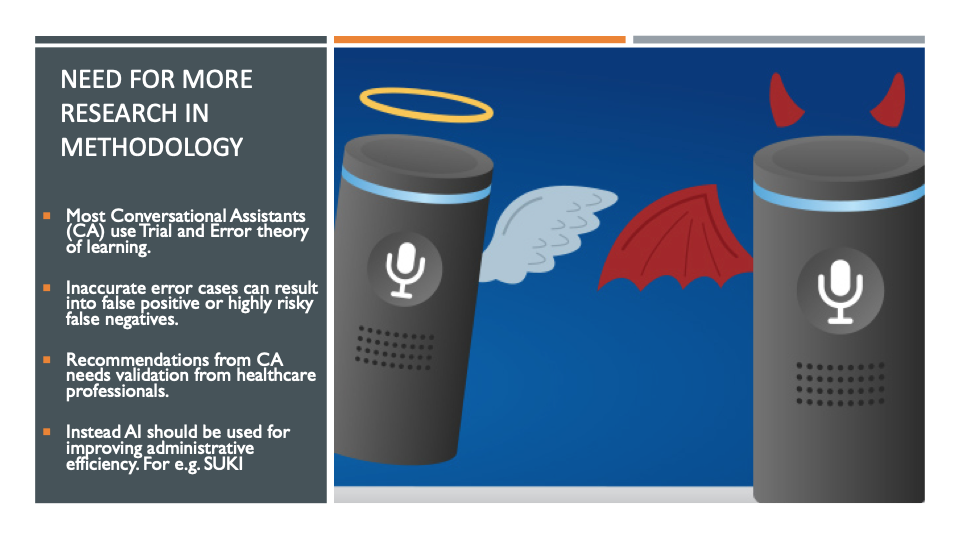 NEED FOR MORE
RESEARCH IN
METHODOLOGY
Most Conversational Assistants
(CA) use Trial and Error theory
of learning.
Inaccurate error cases can result
into false positive or highly risky
false negatives.
Recommendations from CA
needs validation from healthcare
professionals.
Instead AI should be used for
improving administrative
efficiency. For e.g. SUKI